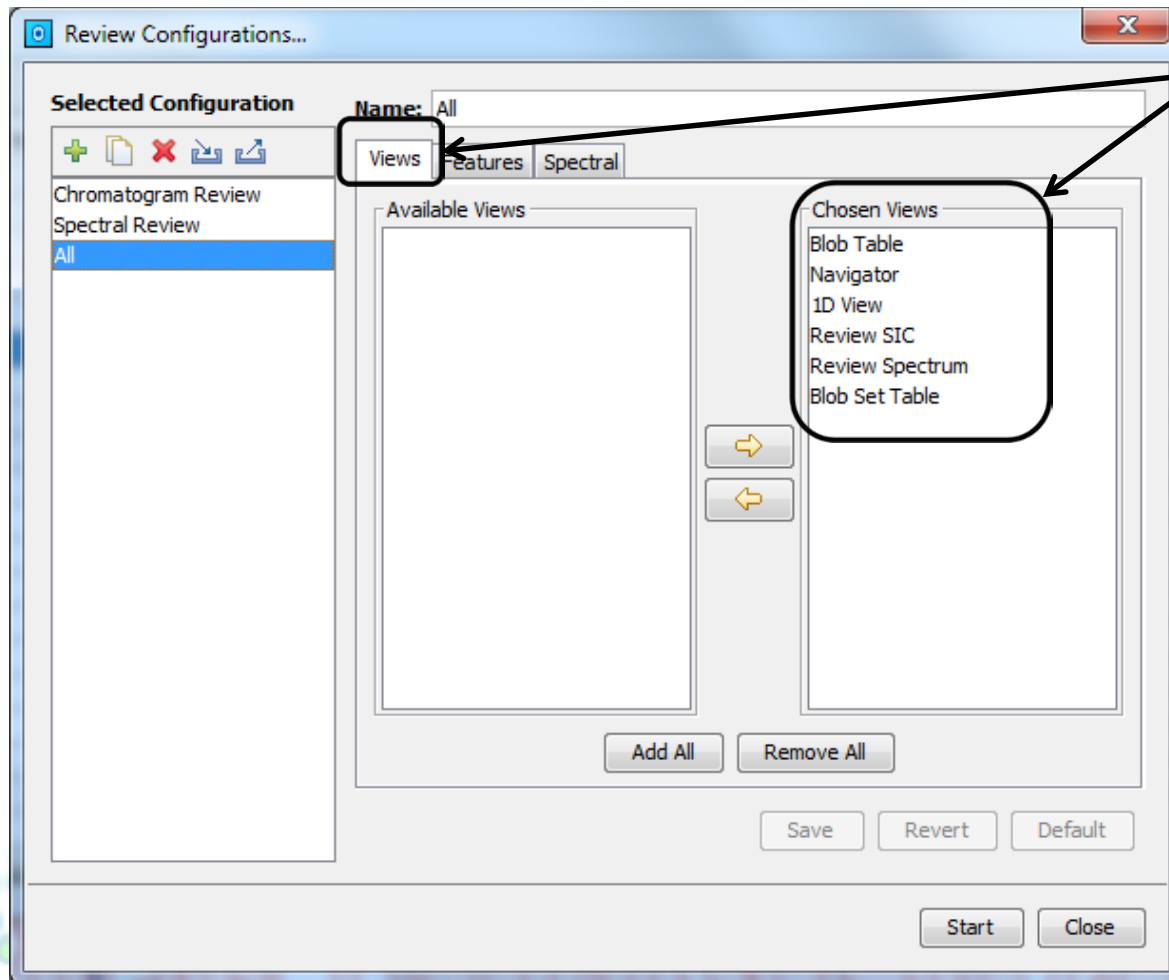 Review Configurations...
Selected Configuration
Name: All
Chromatogram Review
Spectral Review
All
Views Features Spectral
Available Views
Chosen Views
Blob Table
Navigator
1D View
Review SIC
Review Spectrum
Blob Set Table
Add All Remove All
Save Revert Default
Start Close